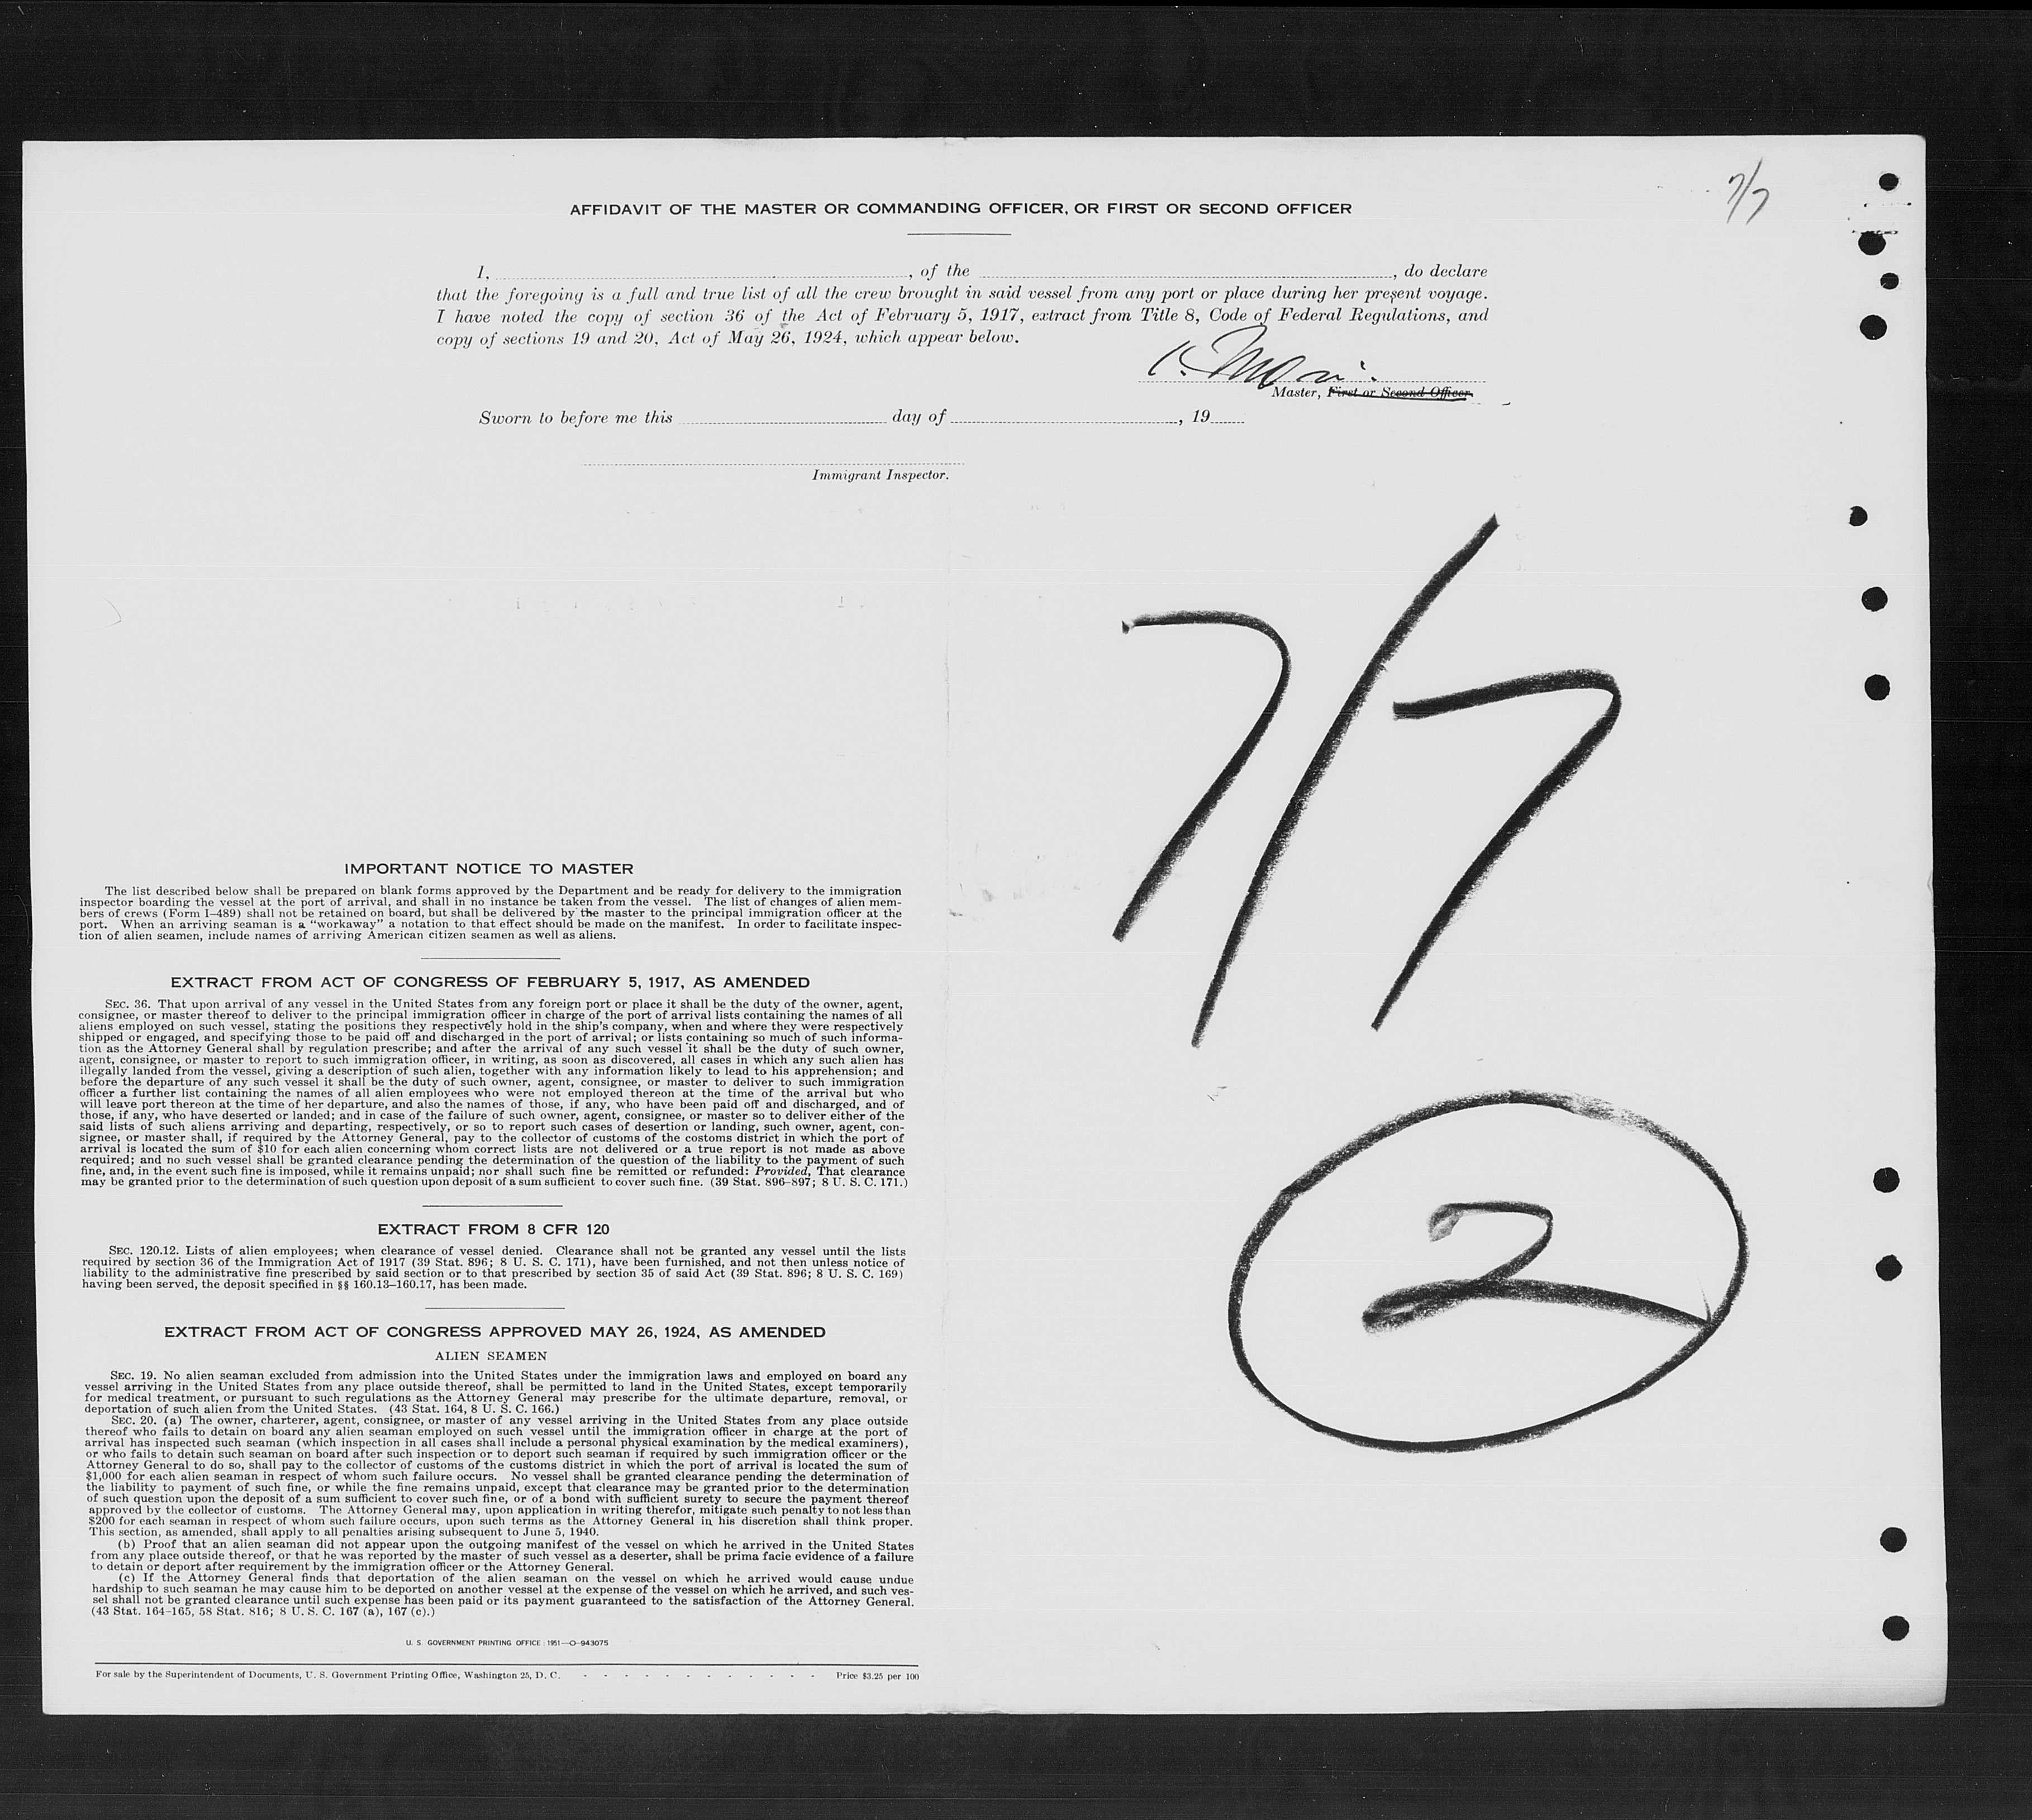 7/7
AFFIDAVIT OF THE MASTER OR COMMANDING OFFICER, OR FIRST OR SECOND OFFICER
I, , of the , do declare
that the foregoing is a full and true list of all the crew brought in said vessel from any port or place during her present voyage.
I have noted the copy of section 36 of the Act of February 5, 1917, extract from Title 8, Code of Federal Regulations, and
copy of sections 19 and 20, Act of May 26, 1924, which appear below.
K.
Master, First or Second Officer.
Sworn to before me this day of , 19
Immigrant Inspector.
7/7
2
IMPORTANT NOTICE TO MASTER
The list described below shall be prepared on blank forms approved by the Department and be ready for delivery to the immigration
inspector boarding the vessel at the port of arrival, and shall in no instance be taken from the vessel. The list of changes of alien mem-
bers of crews (Form I-489) shall not be retained on board, but shall be delivered by the master to the principal immigration officer at the
port. When an arriving seaman is a "workaway" a notation to that effect should be made on the manifest. In order to facilitate inspec-
tion of alien seamen, include names of arriving American citizen seamen as well as aliens.
EXTRACT FROM ACT OF CONGRESS OF FEBRUARY 5, 1917, AS AMENDED
SEC. 36. That upon arrival of any vessel in the United States from any foreign port or place it shall be the duty of the owner, agent,
consignee, or master thereof to deliver to the principal immigration officer in charge of the port of arrival lists containing the names of all
aliens employed on such vessel, stating the positions they respectively hold in the ship's company, when and where they were respectively
shipped or engaged, and specifying those to be paid off and discharged in the port of arrival; or lists containing so much of such informa-
tion as the Attorney General shall by regulation prescribe; and after the arrival of any such vessel it shall be the duty of such owner,
agent, consignee, or master to report to such immigration officer, in writing, as soon as discovered, all cases in which any such alien has
illegally landed from the vessel, giving a description of such alien, together with any information likely to lead to his apprehension; and
before the departure of any such vessel it shall be the duty of such owner, agent, consignee, or master to deliver to such immigration
officer a further list containing the names of all alien employees who were not employed thereon at the time of the arrival but who
will leave port thereon at the time of her departure, and also the names of those, if any, who have been paid off and discharged, and of
those, if any, who have deserted or landed; and in case of the failure of such owner, agent, consignee, or master so to deliver either of the
said lists of such aliens arriving and departing, respectively, or so to report such cases of desertion or landing, such owner, agent, con-
signee, or master shall, if required by the Attorney General, pay to the collector of customs of the costoms district in which the port of
arrival is located the sum of $10 for each alien concerning whom correct lists are not delivered or a true report is not made as above
required; and no such vessel shall be granted clearance pending the determination of the question of the liability to the payment of such
fine, and, in the event such fine is imposed, while it remains unpaid; nor shall such fine be remitted or refunded: Provided, That clearance
may be granted prior to the determination of such question upon deposit of a sum sufficient to cover such fine. (39 Stat. 896-897; 8 U. S. C. 171.)
EXTRACT FROM 8 CFR 120
SEC. 120.12. Lists of alien employees; when clearance of vessel denied. Clearance shall not be granted any vessel until the lists
required by section 36 of the Immigration Act of 1917 (39 Stat. 896; 8 U. S. C. 171), have been furnished, and not then unless notice of
liability to the administrative fine prescribed by said section or to that prescribed by section 35 of said Act (39 Stat. 896; 8 U. S. C. 169)
having been served, the deposit specified in §§ 160.13-160.17, has been made.
EXTRACT FROM ACT OF CONGRESS APPROVED MAY 26, 1924, AS AMENDED
ALIEN SEAMEN
SEC. 19. No alien seaman excluded from admission into the United States under the immigration laws and employed on board any
vessel arriving in the United States from any place outside thereof, shall be permitted to land in the United States, except temporarily
for medical treatment, or pursuant to such regulations as the Attorney General may prescribe for the ultimate departure, removal, or
deportation of such alien from the United States. (43 Stat. 164, 8 U. S. C. 166.)
SEC. 20. (a) The owner, charterer, agent, consignee, or master of any vessel arriving in the United States from any place outside
thereof who fails to detain on board any alien seaman employed on such vessel until the immigration officer in charge at the port of
arrival has inspected such seaman (which inspection in all cases shall include a personal physical examination by the medical examiners),
or who fails to detain such seaman on board after such inspection or to deport such seaman if required by such immigration officer or the
Attorney General to do so, shall pay to the collector of customs of the customs district in which the port of arrival is located the sum of
$1,000 for each alien seaman in respect of whom such failure occurs. No vessel shall be granted clearance pending the determination of
the liability to payment of such fine, or while the fine remains unpaid, except that clearance may be granted prior to the determination
of such question upon the deposit of a sum sufficient to cover such fine, or of a bond with sufficient surety to secure the payment thereof
approved by the collector of customs. The Attorney General may, upon application in writing therefor, mitigate such penalty to not less than
$200 for each seaman in respect of whom such failure occurs, upon such terms as the Attorney General in his discretion shall think proper.
This section, as amended, shall apply to all penalties arising subsequent to June 5, 1940.
(b) Proof that an alien seaman did not appear upon the outgoing manifest of the vessel on which he arrived in the United States
from any place outside thereof, or that he was reported by the master of such vessel as a deserter, shall be prima facie evidence of a failure
to detain or deport after requirement by the immigration officer or the Attorney General.
(c) If the Attorney General finds that deportation of the alien seaman on the vessel on which he arrived would cause undue
hardship to such seaman he may cause him to be deported on another vessel at the expense of the vessel on which he arrived, and such ves-
sel shall not be granted clearance until such expense has been paid or its payment guaranteed to the satisfaction of the Attorney General.
(43 Stat. 164-165, 58 Stat. 816; 8 U. S. C. 167 (a), 167 (c).)
U. S. GOVERNMENT PRINTING OFFICE : 1951—O-943075
For sale by the Superintendent of Documents, U. S. Government Printing Office, Washington 25, D. C. - - - - - - - - - - - Price $3.25 per 100